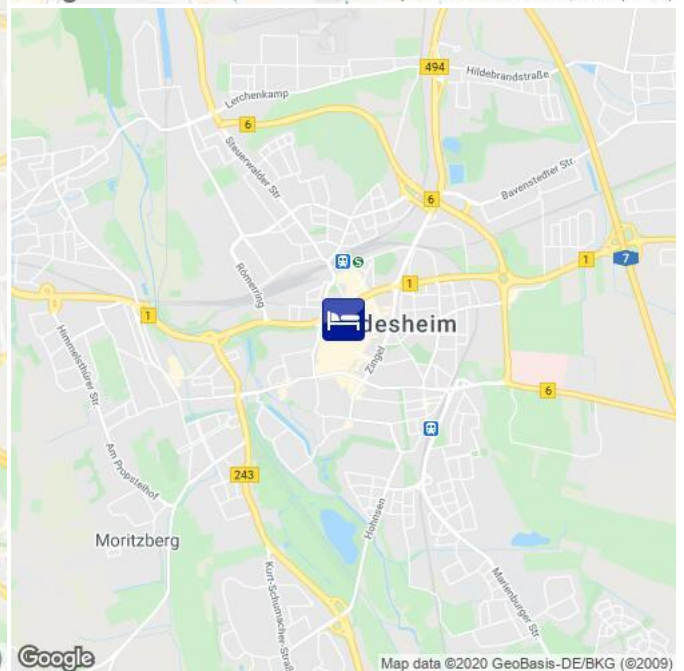 494
Hildebrandstraße
Lerchenkamp
6
Steuerwalder Str.
Bavenstedter Str.
6
S
1
7
Römerring
1
1
desheim
Zingel
Himmelsthürer Str.
6
Am Propsteihof
243
Hohnsen
Moritzberg
Marienburger Str.
Kurt-Schumacher-Straß
Google
Map data ©2020 GeoBasis-DE/BKG (©2009)